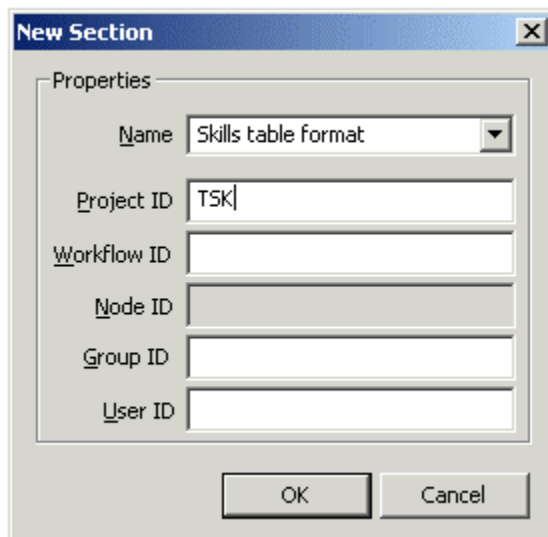 New Section
Properties
Name Skills table format
Project ID TSK
Workflow ID
Node ID
Group ID
User ID
OK Cancel